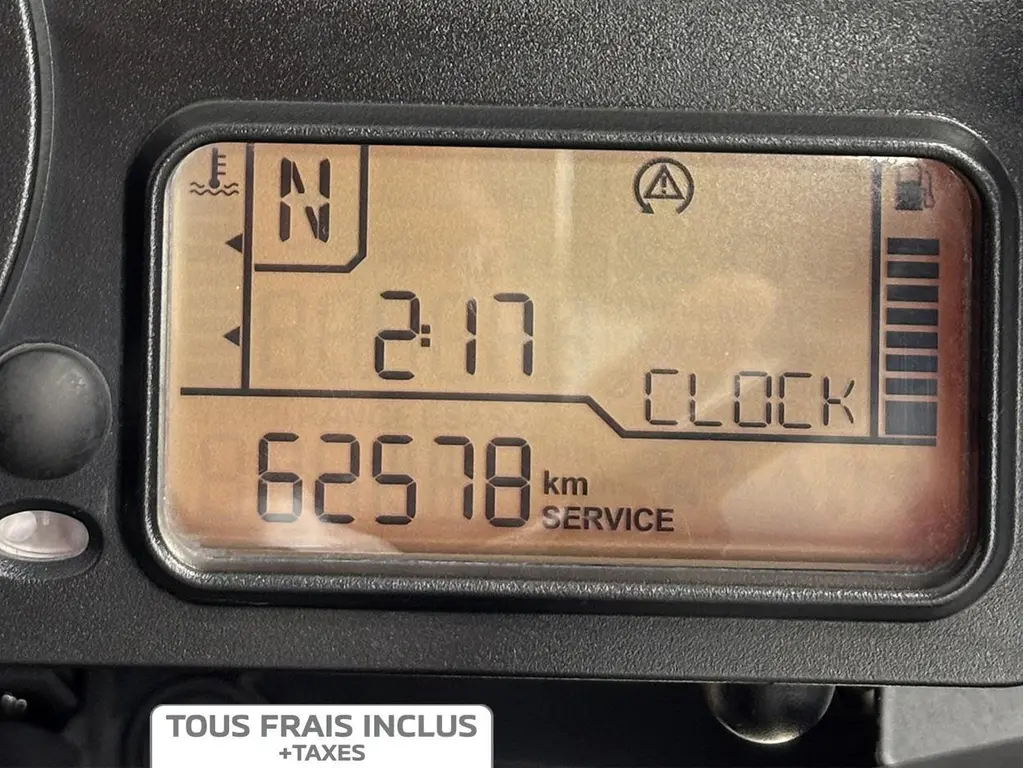 N
2:17
CLOCK
62578 km
SERVICE
TOUS FRAIS INCLUS
+TAXES